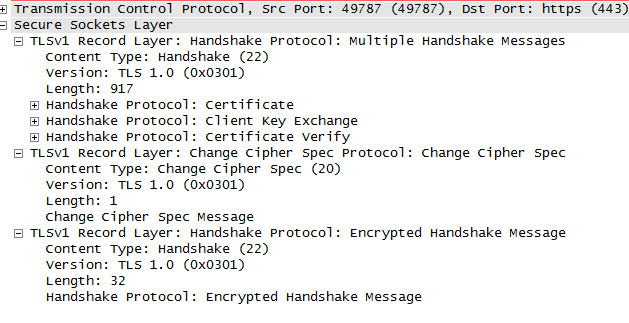 Transmission Control Protocol, Src Port: 49787 (49787), Dst Port: https (443)
Secure Sockets Layer
TLSv1 Record Layer: Handshake Protocol: Multiple Handshake Messages
Content Type: Handshake (22)
Version: TLS 1.0 (0x0301)
Length: 917
Handshake Protocol: Certificate
Handshake Protocol: Client Key Exchange
Handshake Protocol: Certificate Verify
TLSv1 Record Layer: Change Cipher Spec Protocol: Change Cipher Spec
Content Type: Change Cipher Spec (20)
Version: TLS 1.0 (0x0301)
Length: 1
Change Cipher Spec Message
TLSv1 Record Layer: Handshake Protocol: Encrypted Handshake Message
Content Type: Handshake (22)
Version: TLS 1.0 (0x0301)
Length: 32
Handshake Protocol: Encrypted Handshake Message